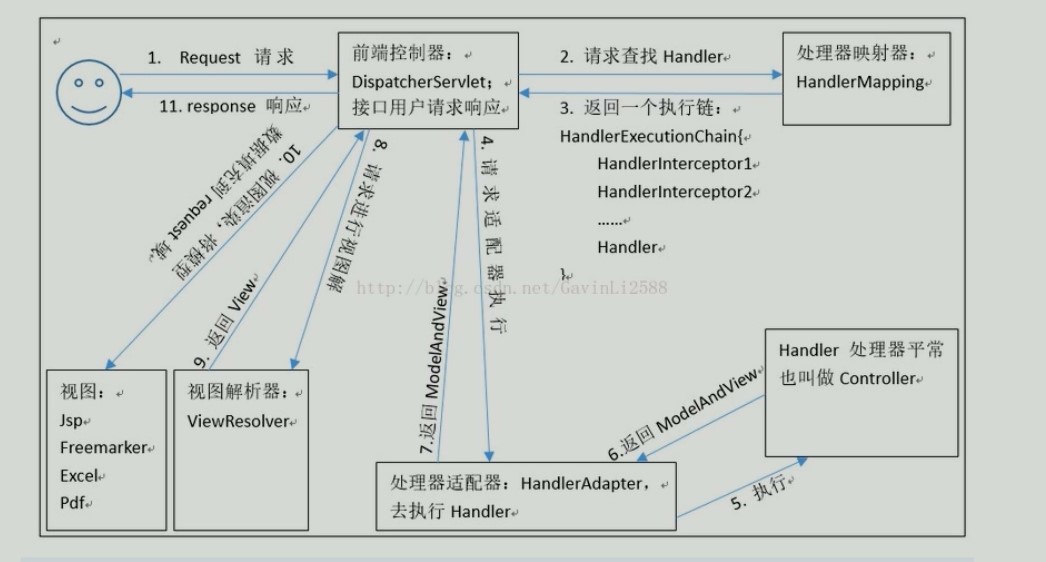 1. Request 请求
11. response 响应
前端控制器：
DispatcherServlet；
接口用户请求响应
2. 请求查找 Handler
3. 返回一个执行链：
HandlerExecutionChain{
HandlerInterceptor1
HandlerInterceptor2
......
Handler
}
处理器映射器：
HandlerMapping
10. 视图渲染，将模型
数据填充到 request 域。
9. 返回 View
8. 请求进行视图解
7.返回 ModelAndView
4. 请求适配器执行
http://blog.csdn.net/GavinLi2588
视图：
Jsp
Freemarker
Excel
Pdf
视图解析器：
ViewResolver
处理器适配器：HandlerAdapter，
去执行 Handler
6.返回 ModelAndView
5. 执行
Handler 处理器平常
也叫做 Controller